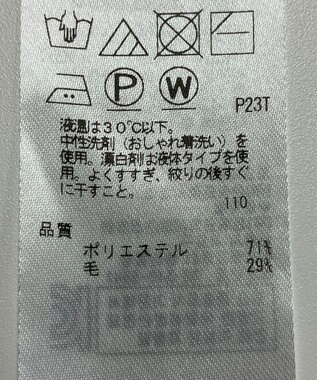 P
W
P23T
液温は30℃以下。
中性洗剤（おしゃれ着洗い）を
使用。漂白剤は液体タイプを使
用。よくすすぎ、絞りの後すぐ
に干すこと。
110
品質
ポリエステル 71%
毛 29%